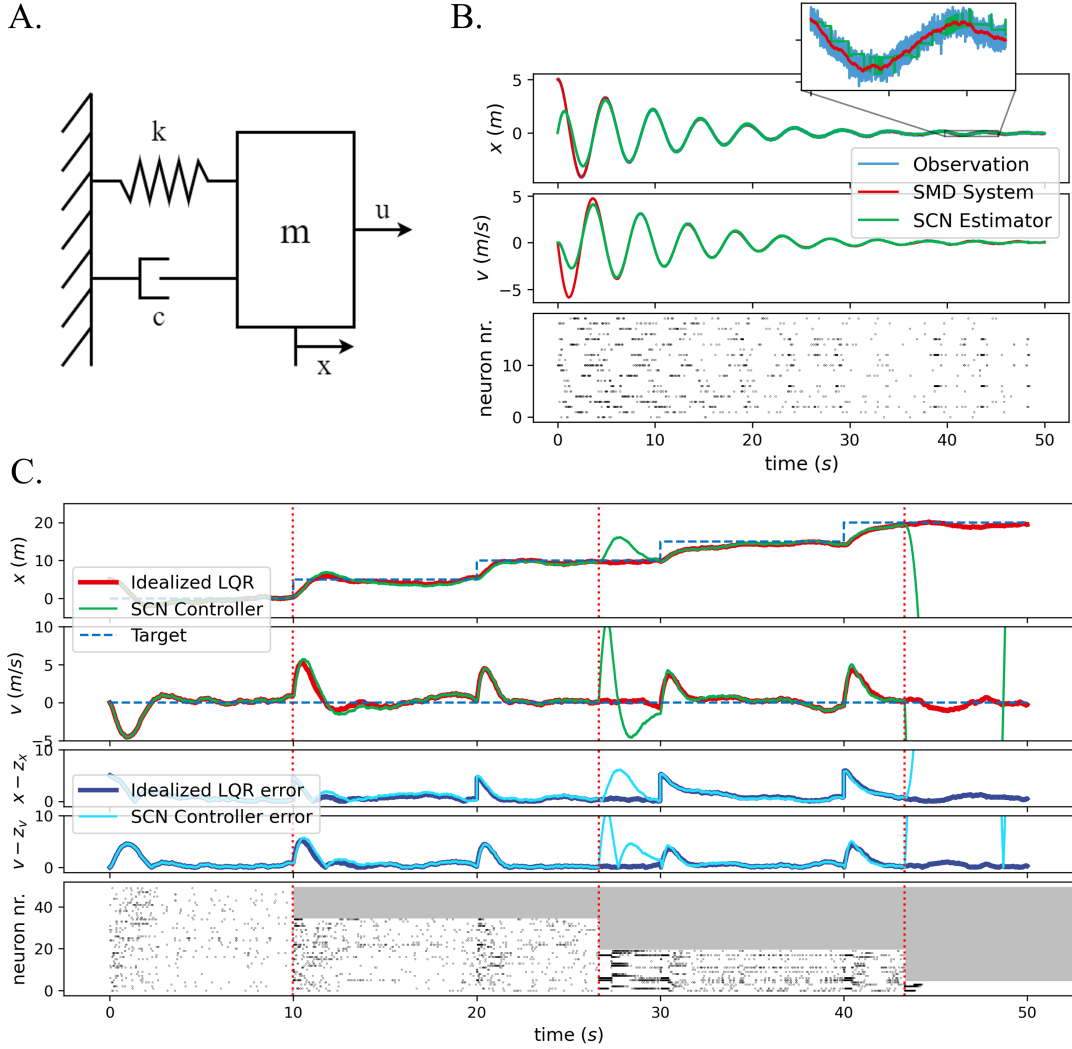 A.
k
m
u
c
x
B.
5
0
x (m)
Observation
SMD System
SCN Estimator
5
0
−5
v (m/s)
10
0
neuron nr.
0 10 20 30 40 50
time (s)
C.
20
10
0
x (m)
Idealized LQR
SCN Controller
Target
10
5
0
−5
v (m/s)
10
0
x − z_x
Idealized LQR error
SCN Controller error
10
0
v − z_v
40
20
0
neuron nr.
0 10 20 30 40 50
time (s)